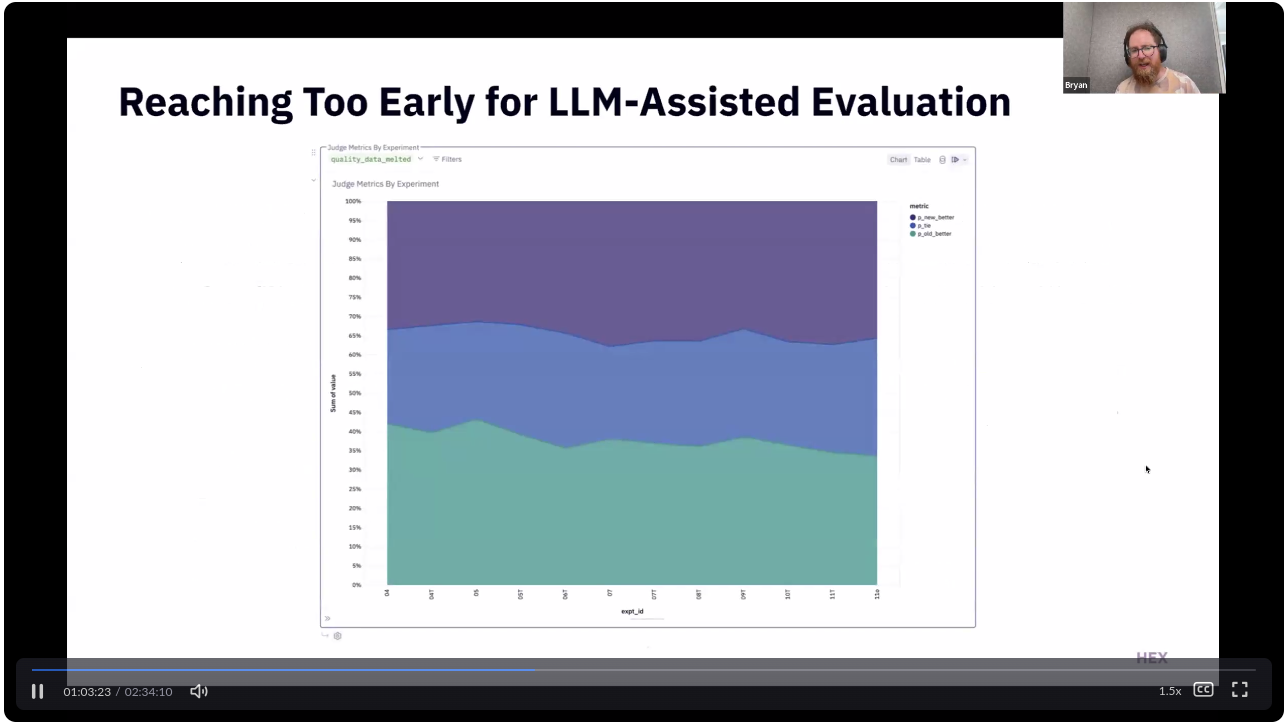 Bryan
Reaching Too Early for LLM-Assisted Evaluation
Judge Metrics By Experiment
quality_data_melted
Filters
Chart Table
Judge Metrics By Experiment
metric
p_new_better
p_tie
p_old_better
100%
95%
90%
85%
80%
75%
70%
65%
60%
55%
50%
45%
40%
35%
30%
25%
20%
15%
10%
5%
0%
Sum of value
04 04T 05 05T 06T 07 07T 08T 09T 10T 11T
expt_id
HEX
01:03:23 / 02:34:10
1.5x CC